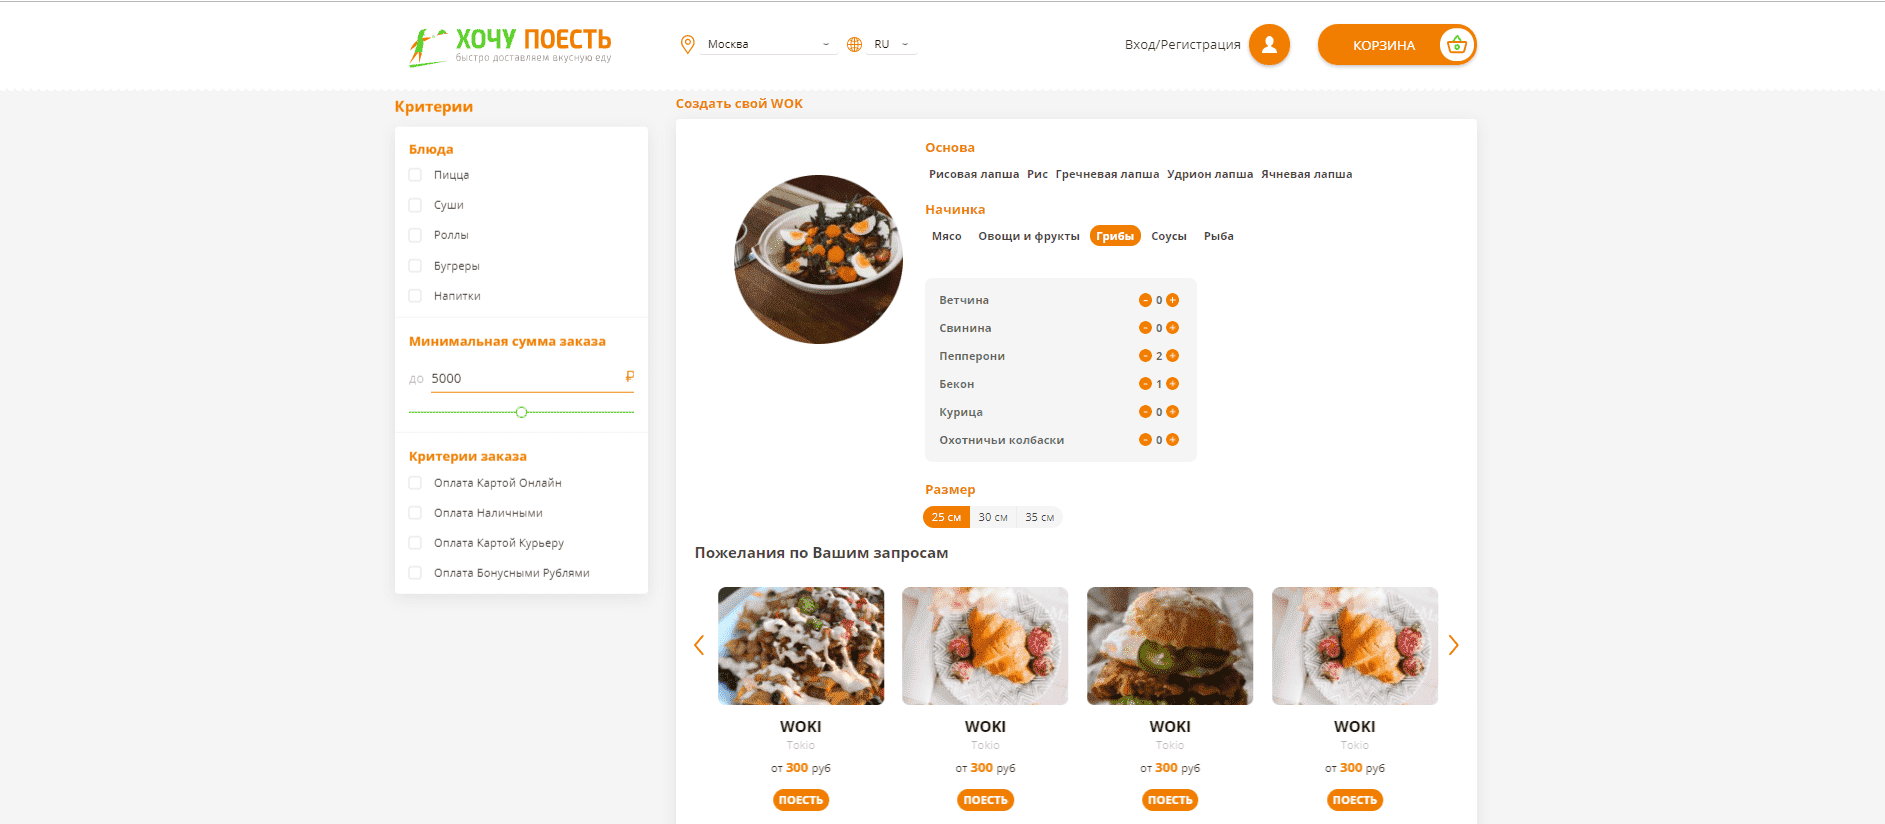 ХОЧУ ПОЕСТЬ
быстро доставляем вкусную еду
Москва
RU
Вход/Регистрация
КОРЗИНА
Критерии
Блюда
Пицца
Суши
Роллы
Бугреры
Напитки
Минимальная сумма заказа
до 5000 ₽
Критерии заказа
Оплата Картой Онлайн
Оплата Наличными
Оплата Картой Курьеру
Оплата Бонусными Рублями
Создать свой WOK
Основа
Рисовая лапша Рис Гречневая лапша Удрион лапша Ячневая лапша
Начинка
Мясо Овощи и фрукты Грибы Соусы Рыба
Ветчина - 0 +
Свинина - 0 +
Пепперони - 2 +
Бекон - 1 +
Курица - 0 +
Охотничьи колбаски - 0 +
Размер
25 см 30 см 35 см
Пожелания по Вашим запросам
WOKI WOKI WOKI WOKI
Tokio Tokio Tokio Tokio
от 300 руб от 300 руб от 300 руб от 300 руб
ПОЕСТЬ ПОЕСТЬ ПОЕСТЬ ПОЕСТЬ